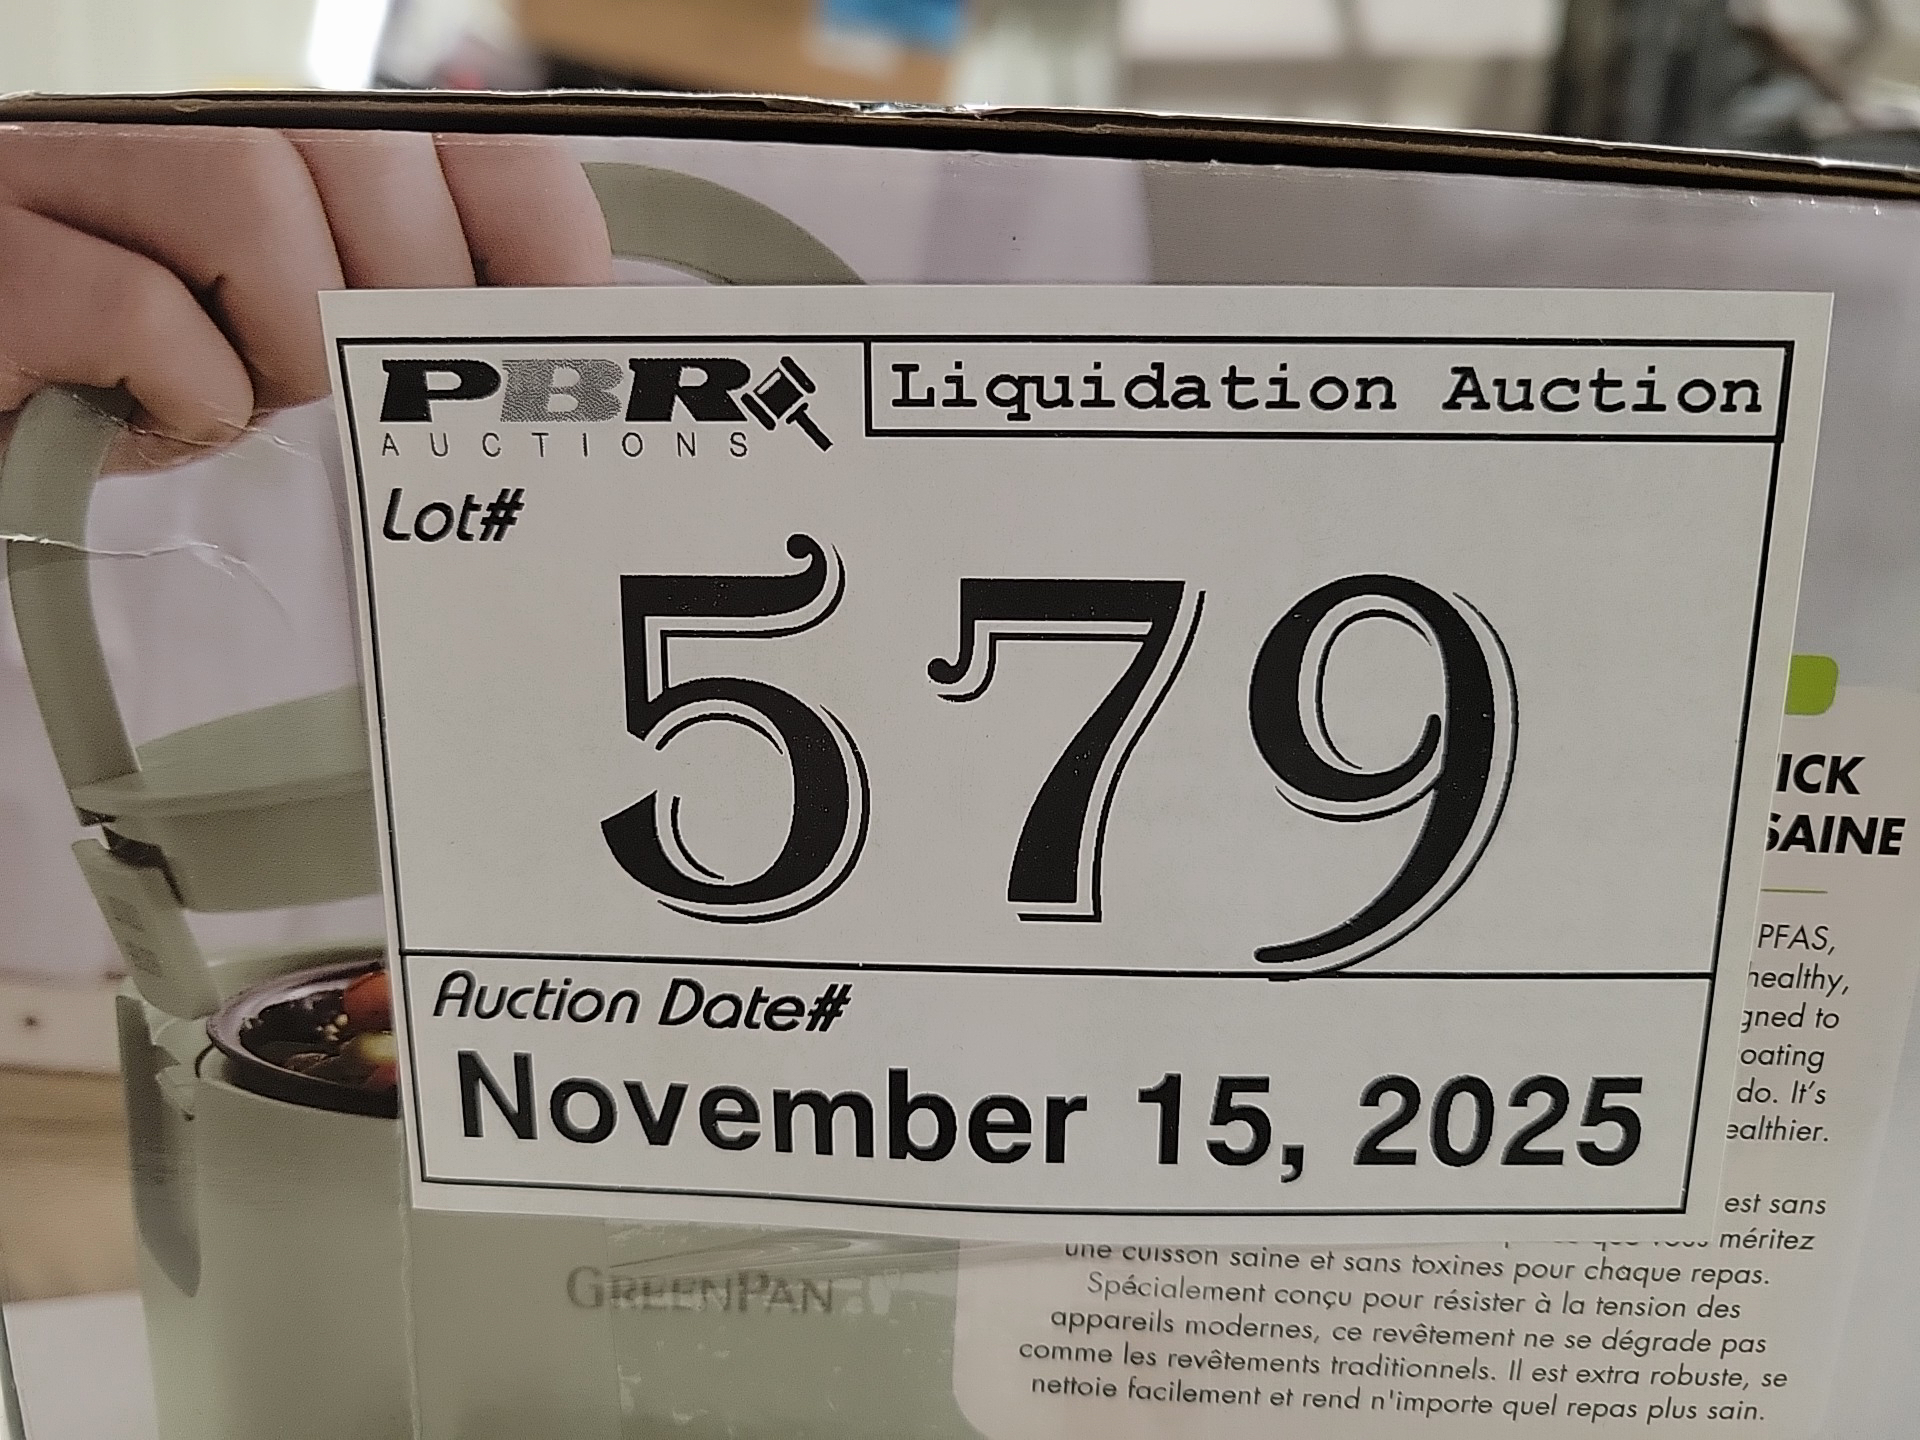 PBR
AUCTIONS
Liquidation Auction
Lot#
579
Auction Date#
November 15, 2025
ICK
SAINE
PFAS,
healthy,
gned to
oating
do. It's
ealthier.
est sans
vous méritez
une cuisson saine et sans toxines pour chaque repas.
Spécialement conçu pour résister à la tension des
appareils modernes, ce revêtement ne se dégrade pas
comme les revêtements traditionnels. Il est extra robuste, se
nettoie facilement et rend n'importe quel repas plus sain.
GREENPAN